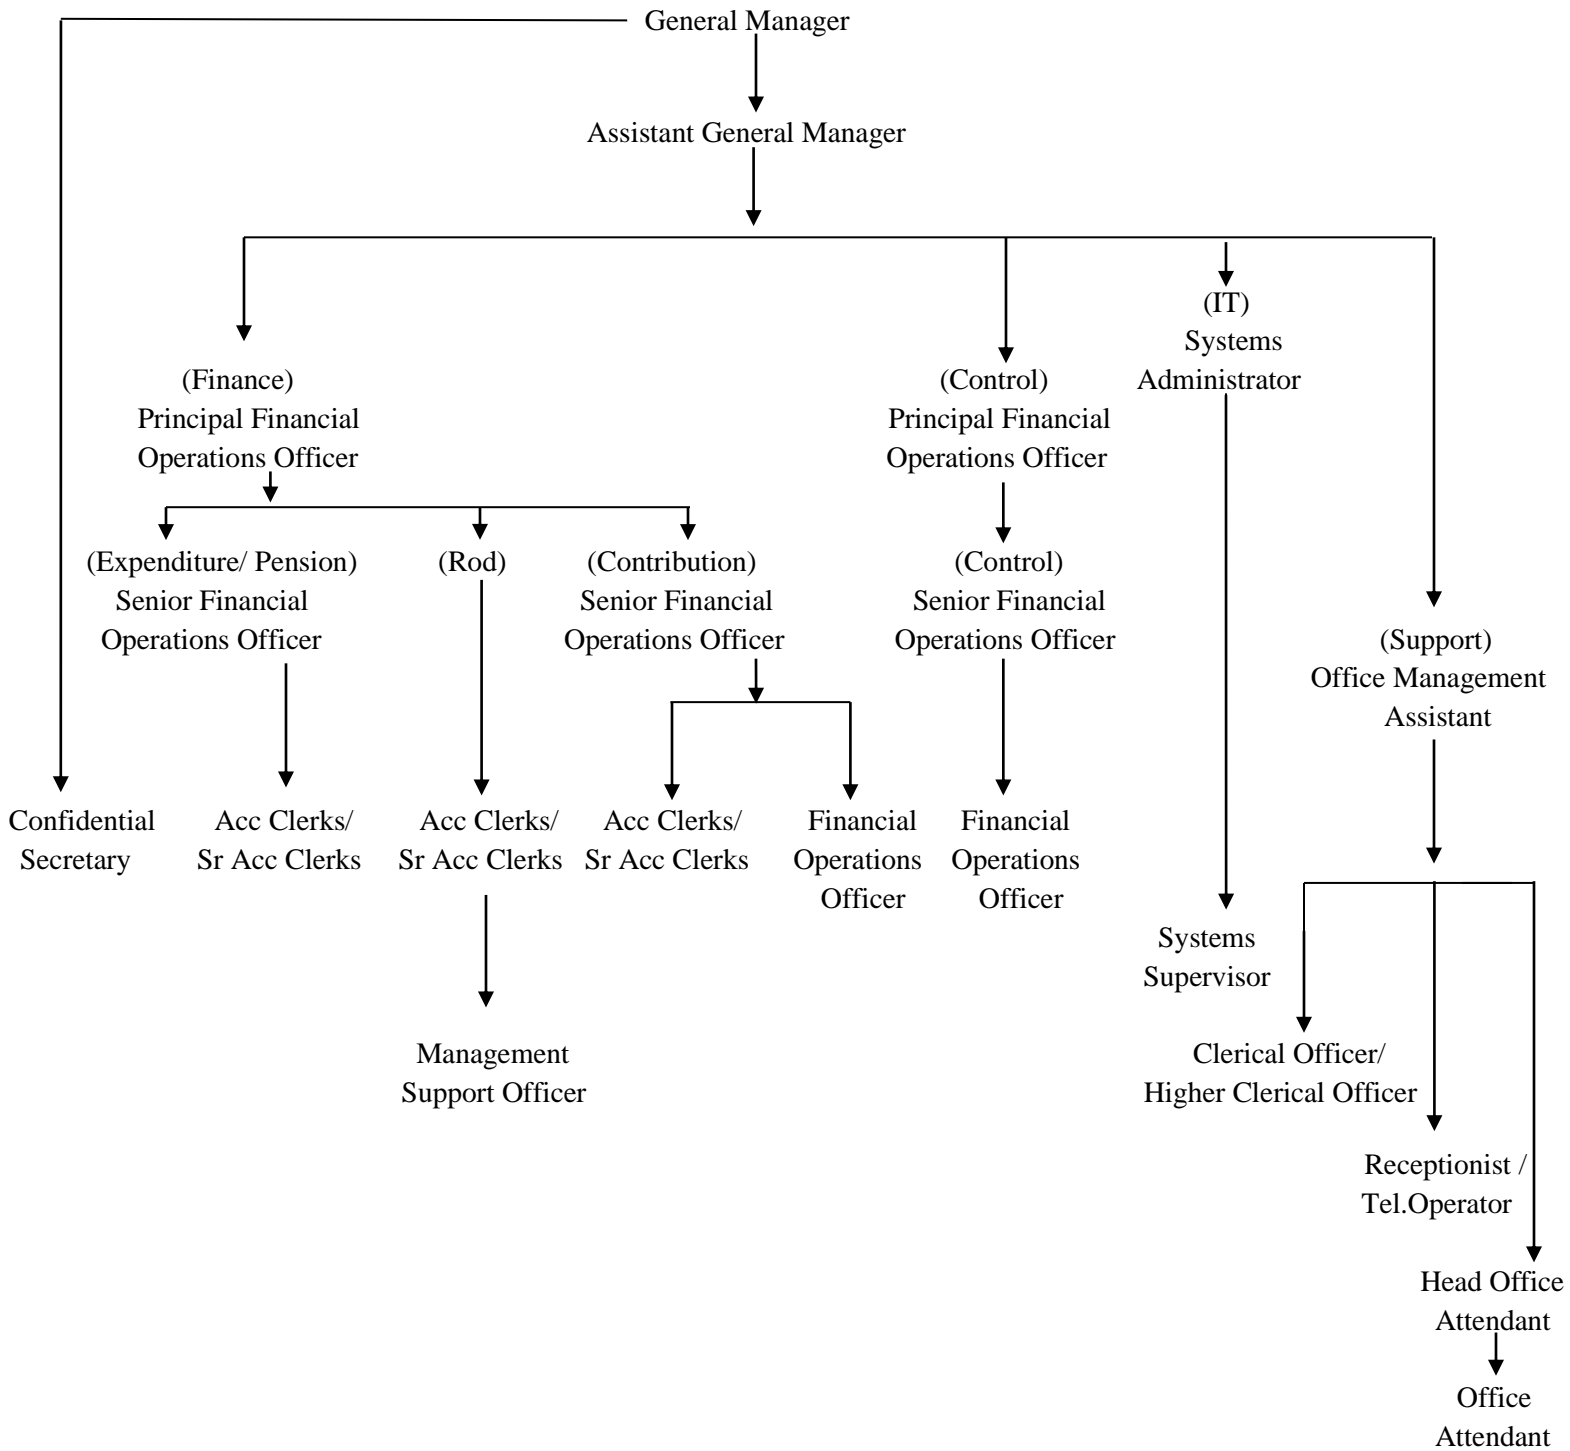 General Manager
Assistant General Manager
(IT)
Systems
Administrator
(Finance)
Principal Financial
Operations Officer
(Control)
Principal Financial
Operations Officer
(Expenditure/ Pension)
Senior Financial
Operations Officer
(Rod)
(Contribution)
Senior Financial
Operations Officer
(Control)
Senior Financial
Operations Officer
(Support)
Office Management
Assistant
Confidential
Secretary
Acc Clerks/
Sr Acc Clerks
Acc Clerks/
Sr Acc Clerks
Acc Clerks/
Sr Acc Clerks
Financial
Operations
Officer
Financial
Operations
Officer
Systems
Supervisor
Management
Support Officer
Clerical Officer/
Higher Clerical Officer
Receptionist /
Tel.Operator
Head Office
Attendant
Office
Attendant